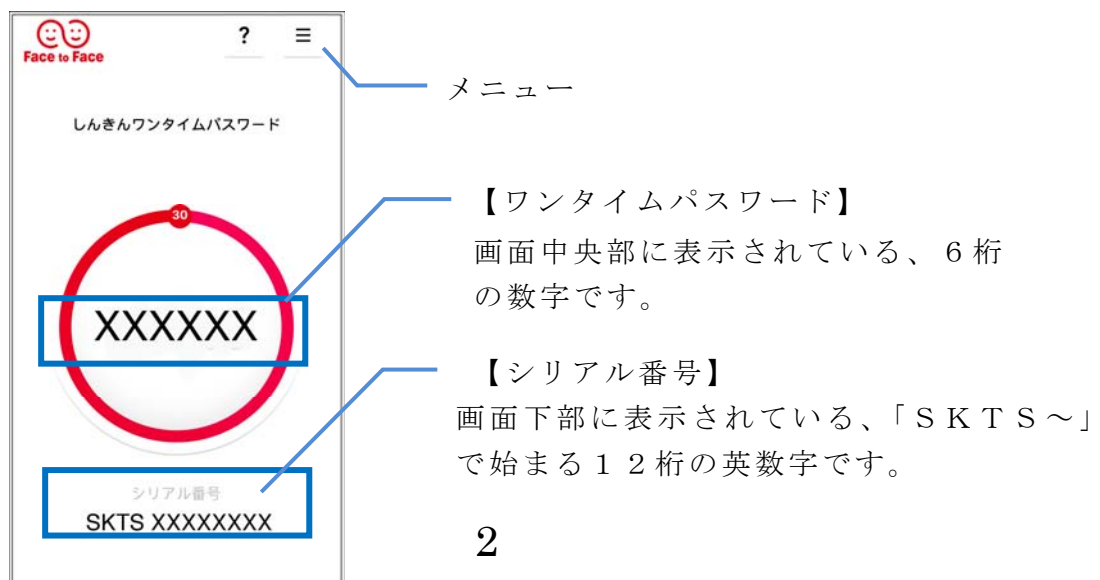 Face to Face
?
≡
メニュー
しんきんワンタイムパスワード
【ワンタイムパスワード】
画面中央部に表示されている、６桁
の数字です。
30
XXXXXX
【シリアル番号】
画面下部に表示されている、「ＳＫＴＳ～」
で始まる１２桁の英数字です。
シリアル番号
SKTS XXXXXXXX
2